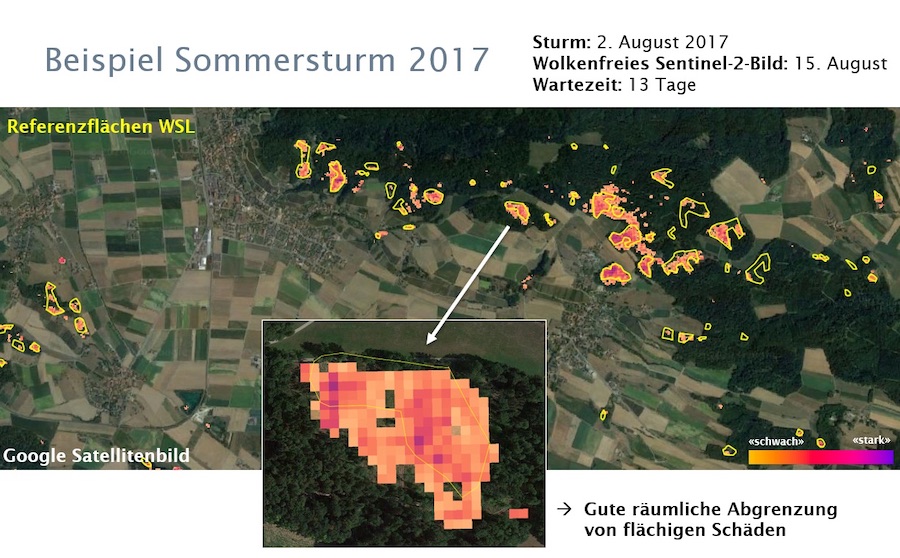 Beispiel Sommersturm 2017
Sturm: 2. August 2017
Wolkenfreies Sentinel-2-Bild: 15. August
Wartezeit: 13 Tage
Referenzflächen WSL
Google Satellitenbild
«schwach»
«stark»
→ Gute räumliche Abgrenzung
von flächigen Schäden